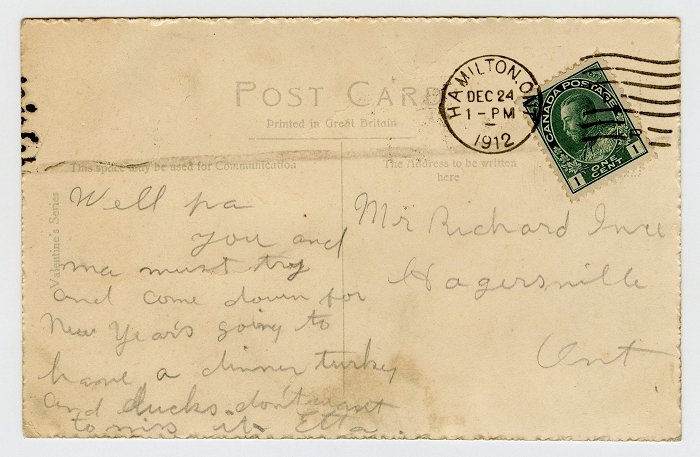 POST CARD
Printed in Great Britain
HAMILTON, ONT
DEC 24
1-PM
1912
CANADA POSTAGE
1 ONE CENT 1
This space may be used for Communication
The Address to be written
here
Valentine's Series
Well pa
you and
ma must try
and come down for
New Year's going to
have a dinner turkey
and ducks don't want
to miss it Etta
Mr Richard
Hagersville
Ont